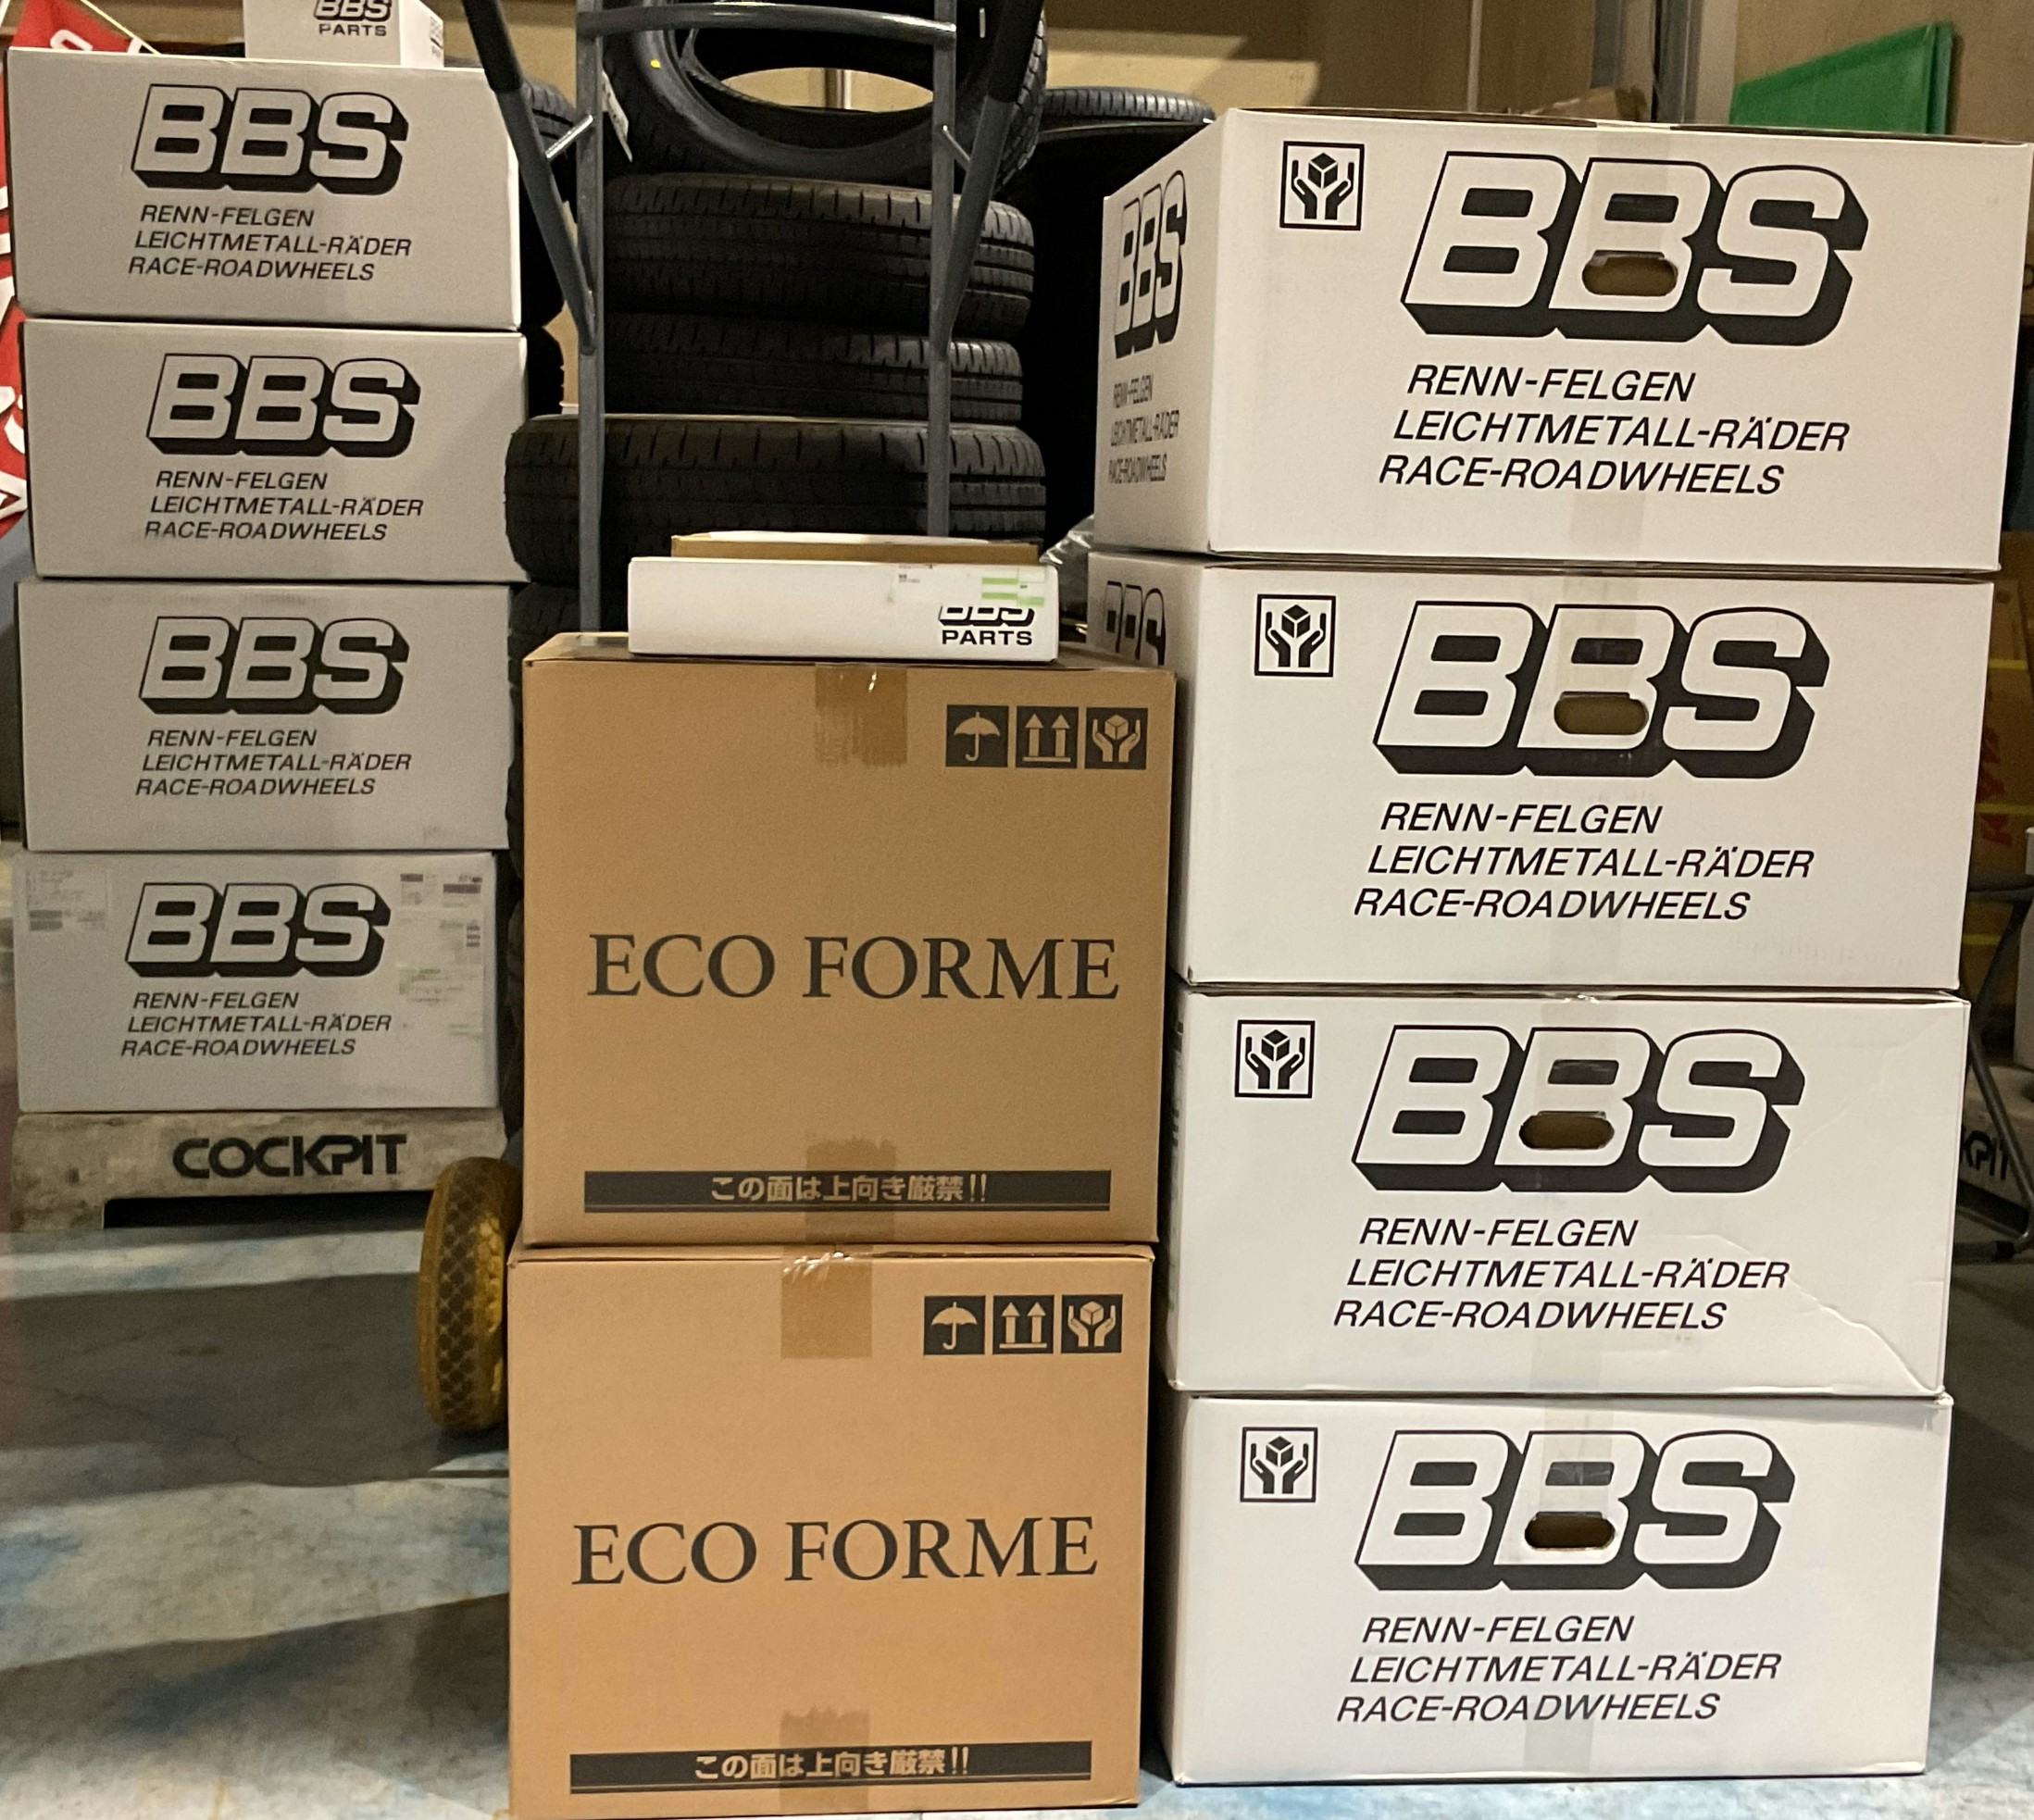 BBS
PARTS
BBS
RENN-FELGEN
LEICHTMETALL-RÄDER
RACE-ROADWHEELS
BBS
RENN-FELGEN
LEICHTMETALL-RÄDER
RACE-ROADWHEELS
BBS
RENN-FELGEN
LEICHTMETALL-RÄDER
RACE-ROADWHEELS
BBS
RENN-FELGEN
LEICHTMETALL-RÄDER
RACE-ROADWHEELS
COCKPIT
BBS
PARTS
ECO FORME
この面は上向き厳禁!!
ECO FORME
この面は上向き厳禁!!
BBS
RENN-FELGEN
LEICHTMETALL-RÄDER
RACE-ROADWHEELS
BBS
RENN-FELGEN
LEICHTMETALL-RÄDER
RACE-ROADWHEELS
BBS
BBS
RENN-FELGEN
LEICHTMETALL-RÄDER
RACE-ROADWHEELS
BBS
RENN-FELGEN
LEICHTMETALL-RÄDER
RACE-ROADWHEELS
BBS
RENN-FELGEN
LEICHTMETALL-RÄDER
RACE-ROADWHEELS
KPIT